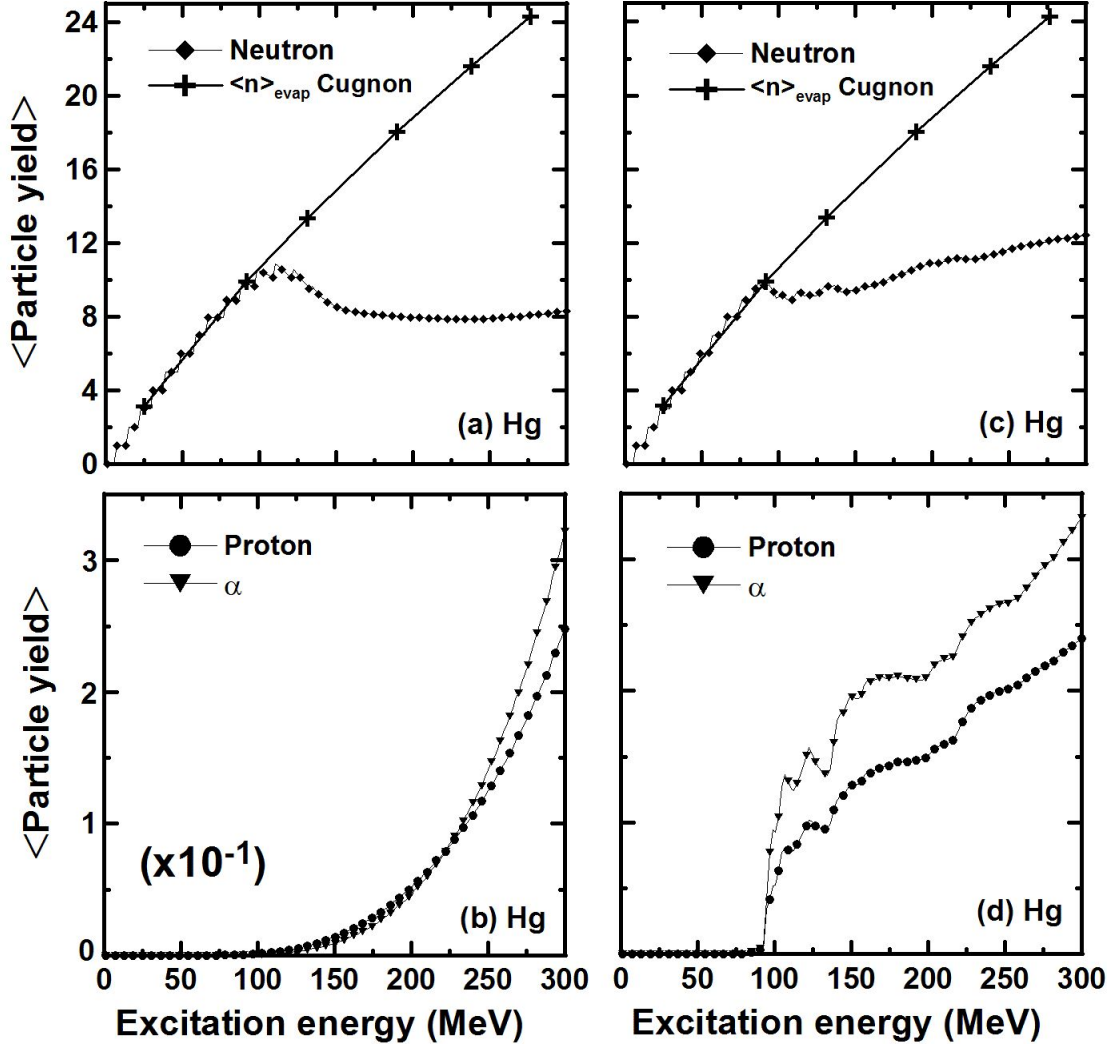 <Particle yield>
24
20
16
12
8
4
0
Neutron
<n>evap Cugnon
(a) Hg
Neutron
<n>evap Cugnon
(c) Hg
<Particle yield>
3
2
1
0
Proton
α
(x10-1)
(b) Hg
0 50 100 150 200 250 300
Excitation energy (MeV)
Proton
α
(d) Hg
0 50 100 150 200 250 300
Excitation energy (MeV)